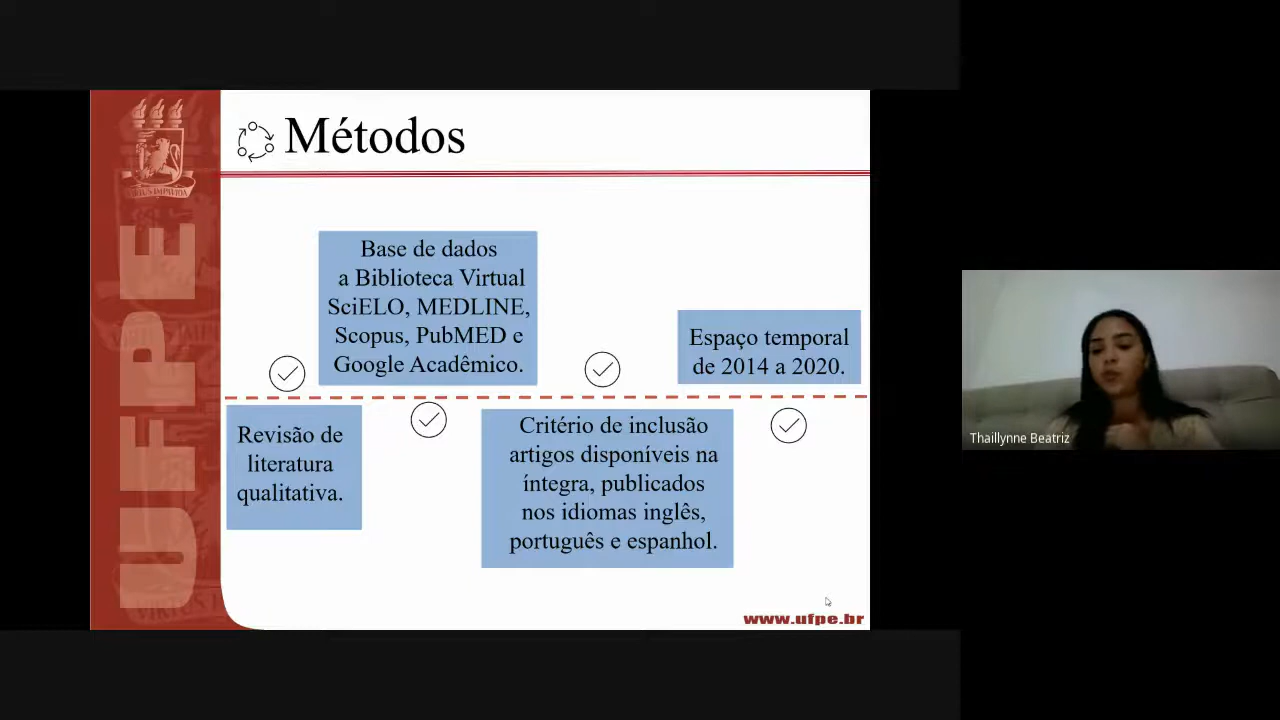 Métodos
Base de dados
a Biblioteca Virtual
SciELO, MEDLINE,
Scopus, PubMED e
Google Acadêmico.
Espaço temporal
de 2014 a 2020.
Revisão de
literatura
qualitativa.
Critério de inclusão
artigos disponíveis na
íntegra, publicados
nos idiomas inglês,
português e espanhol.
UFPE
www.ufpe.br
Thaillynne Beatriz